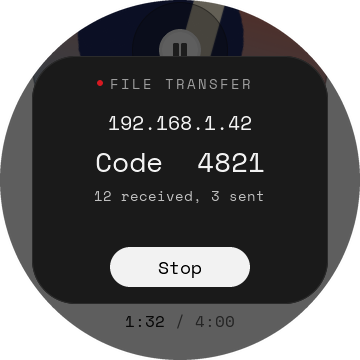 FILE TRANSFER
192.168.1.42
Code 4821
12 received, 3 sent
Stop
1:32 / 4:00